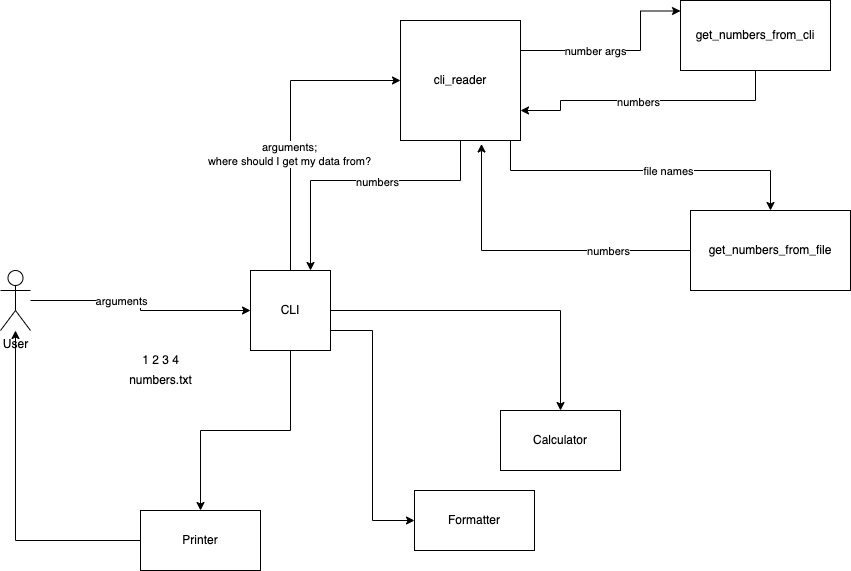 get_numbers_from_cli
number args
cli_reader
numbers
arguments;
where should I get my data from?
file names
numbers
get_numbers_from_file
numbers
arguments
CLI
User
1 2 3 4
numbers.txt
Calculator
Formatter
Printer